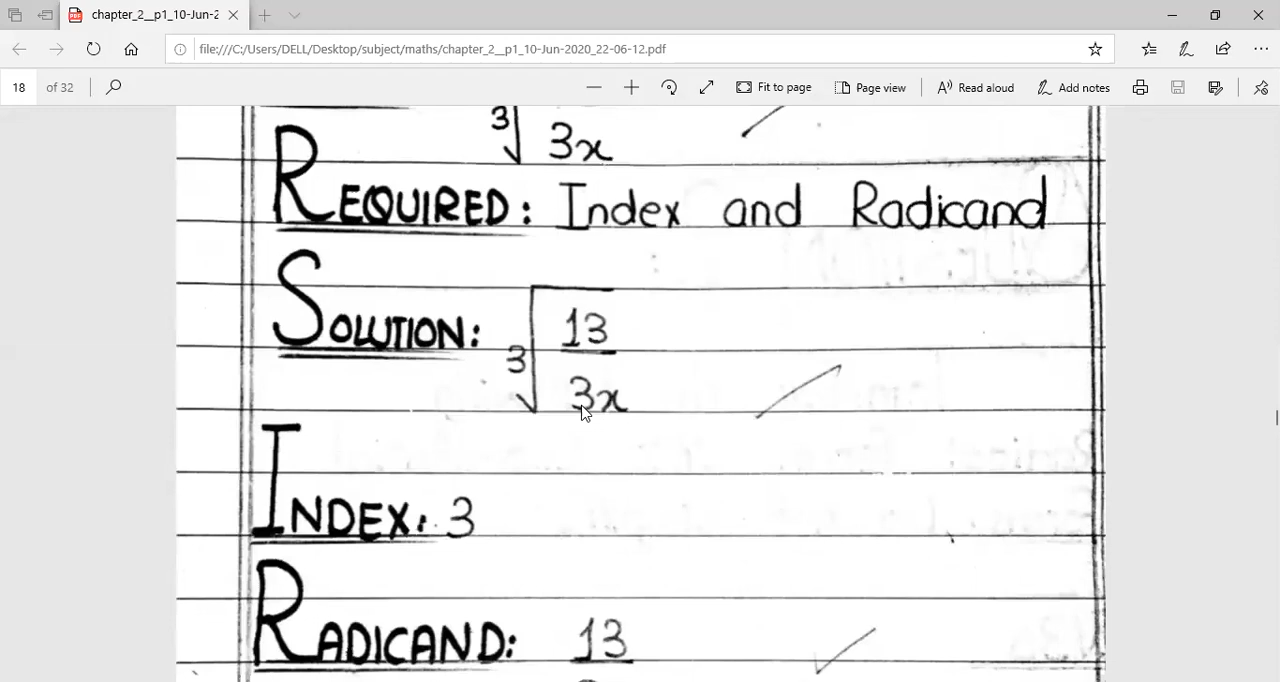 chapter_2__p1_10-Jun-2
file:///C:/Users/DELL/Desktop/subject/maths/chapter_2__p1_10-Jun-2020_22-06-12.pdf
18 of 32
Fit to page
Page view
Read aloud
Add notes
3√ 3x
REQUIRED: Index and Radicand
SOLUTION: 3√ 13
3x
INDEX: 3
RADICAND: 13